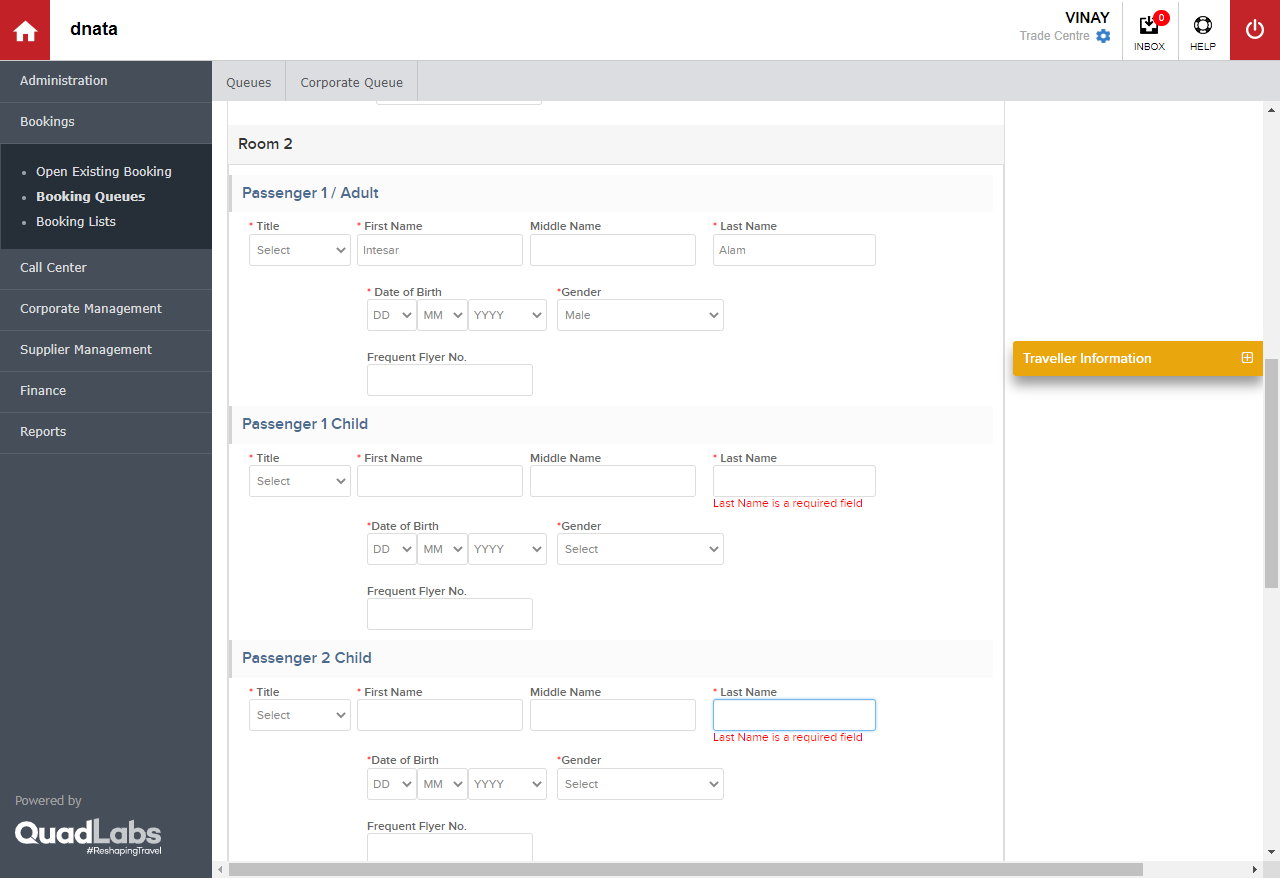 dnata
VINAY
Trade Centre
0
INBOX
HELP
Administration
Bookings
Open Existing Booking
Booking Queues
Booking Lists
Call Center
Corporate Management
Supplier Management
Finance
Reports
Powered by
QuadLabs
#ReshapingTravel
Queues
Corporate Queue
Room 2
Passenger 1 / Adult
* Title * First Name Middle Name * Last Name
Select Intesar Alam
* Date of Birth *Gender
DD MM YYYY Male
Frequent Flyer No.
Passenger 1 Child
* Title * First Name Middle Name * Last Name
Select
Last Name is a required field
*Date of Birth *Gender
DD MM YYYY Select
Frequent Flyer No.
Passenger 2 Child
* Title * First Name Middle Name * Last Name
Select
Last Name is a required field
*Date of Birth *Gender
DD MM YYYY Select
Frequent Flyer No.
Traveller Information